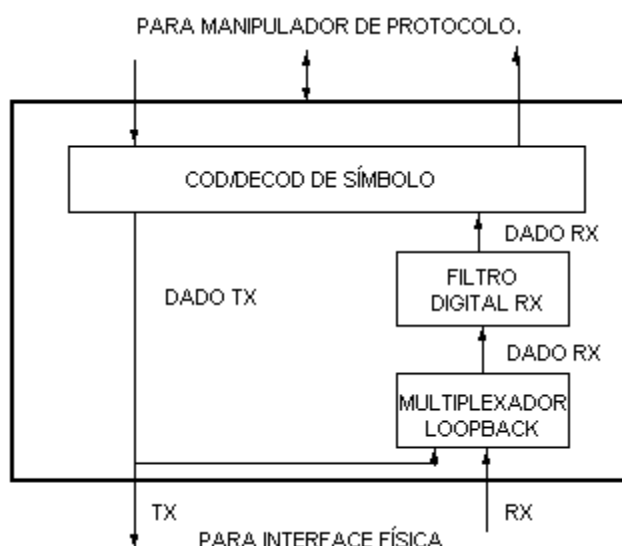 PARA MANIPULADOR DE PROTOCOLO.
COD/DECOD DE SÍMBOLO
DADO RX
FILTRO
DIGITAL RX
DADO TX
DADO RX
MULTIPLEXADOR
LOOPBACK
TX
RX
PARA INTERFACE FÍSICA